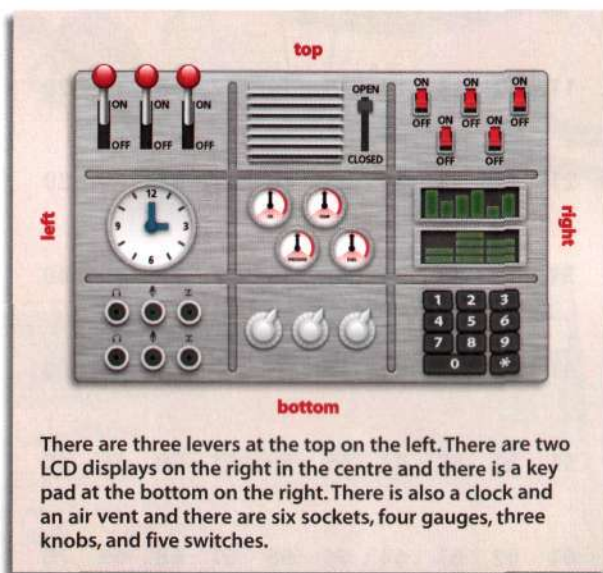 top
ON ON ON
OFF OFF OFF
OPEN
CLOSED
ON ON ON
OFF ON OFF ON OFF
OFF OFF
left
12
9 3
6
right
1 2 3
4 5 6
7 8 9
0 *
bottom
There are three levers at the top on the left. There are two
LCD displays on the right in the centre and there is a key
pad at the bottom on the right. There is also a clock and
an air vent and there are six sockets, four gauges, three
knobs, and five switches.